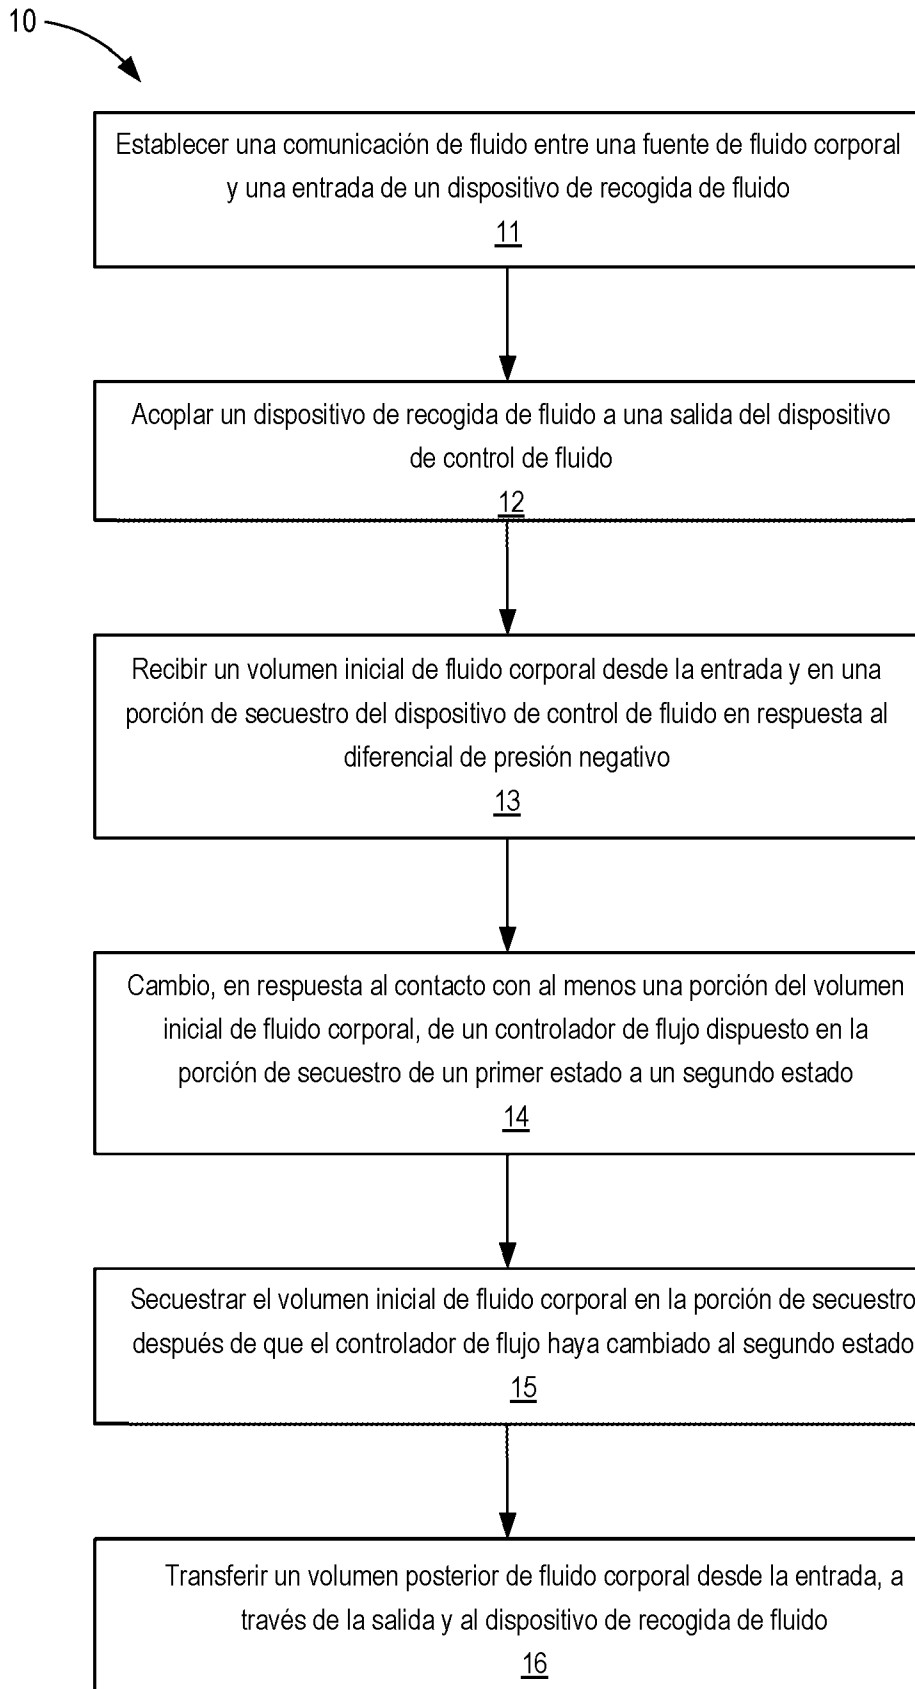 10
Establecer una comunicación de fluido entre una fuente de fluido corporal
y una entrada de un dispositivo de recogida de fluido
11
Acoplar un dispositivo de recogida de fluido a una salida del dispositivo
de control de fluido
12
Recibir un volumen inicial de fluido corporal desde la entrada y en una
porción de secuestro del dispositivo de control de fluido en respuesta al
diferencial de presión negativo
13
Cambio, en respuesta al contacto con al menos una porción del volumen
inicial de fluido corporal, de un controlador de flujo dispuesto en la
porción de secuestro de un primer estado a un segundo estado
14
Secuestrar el volumen inicial de fluido corporal en la porción de secuestro
después de que el controlador de flujo haya cambiado al segundo estado
15
Transferir un volumen posterior de fluido corporal desde la entrada, a
través de la salida y al dispositivo de recogida de fluido
16